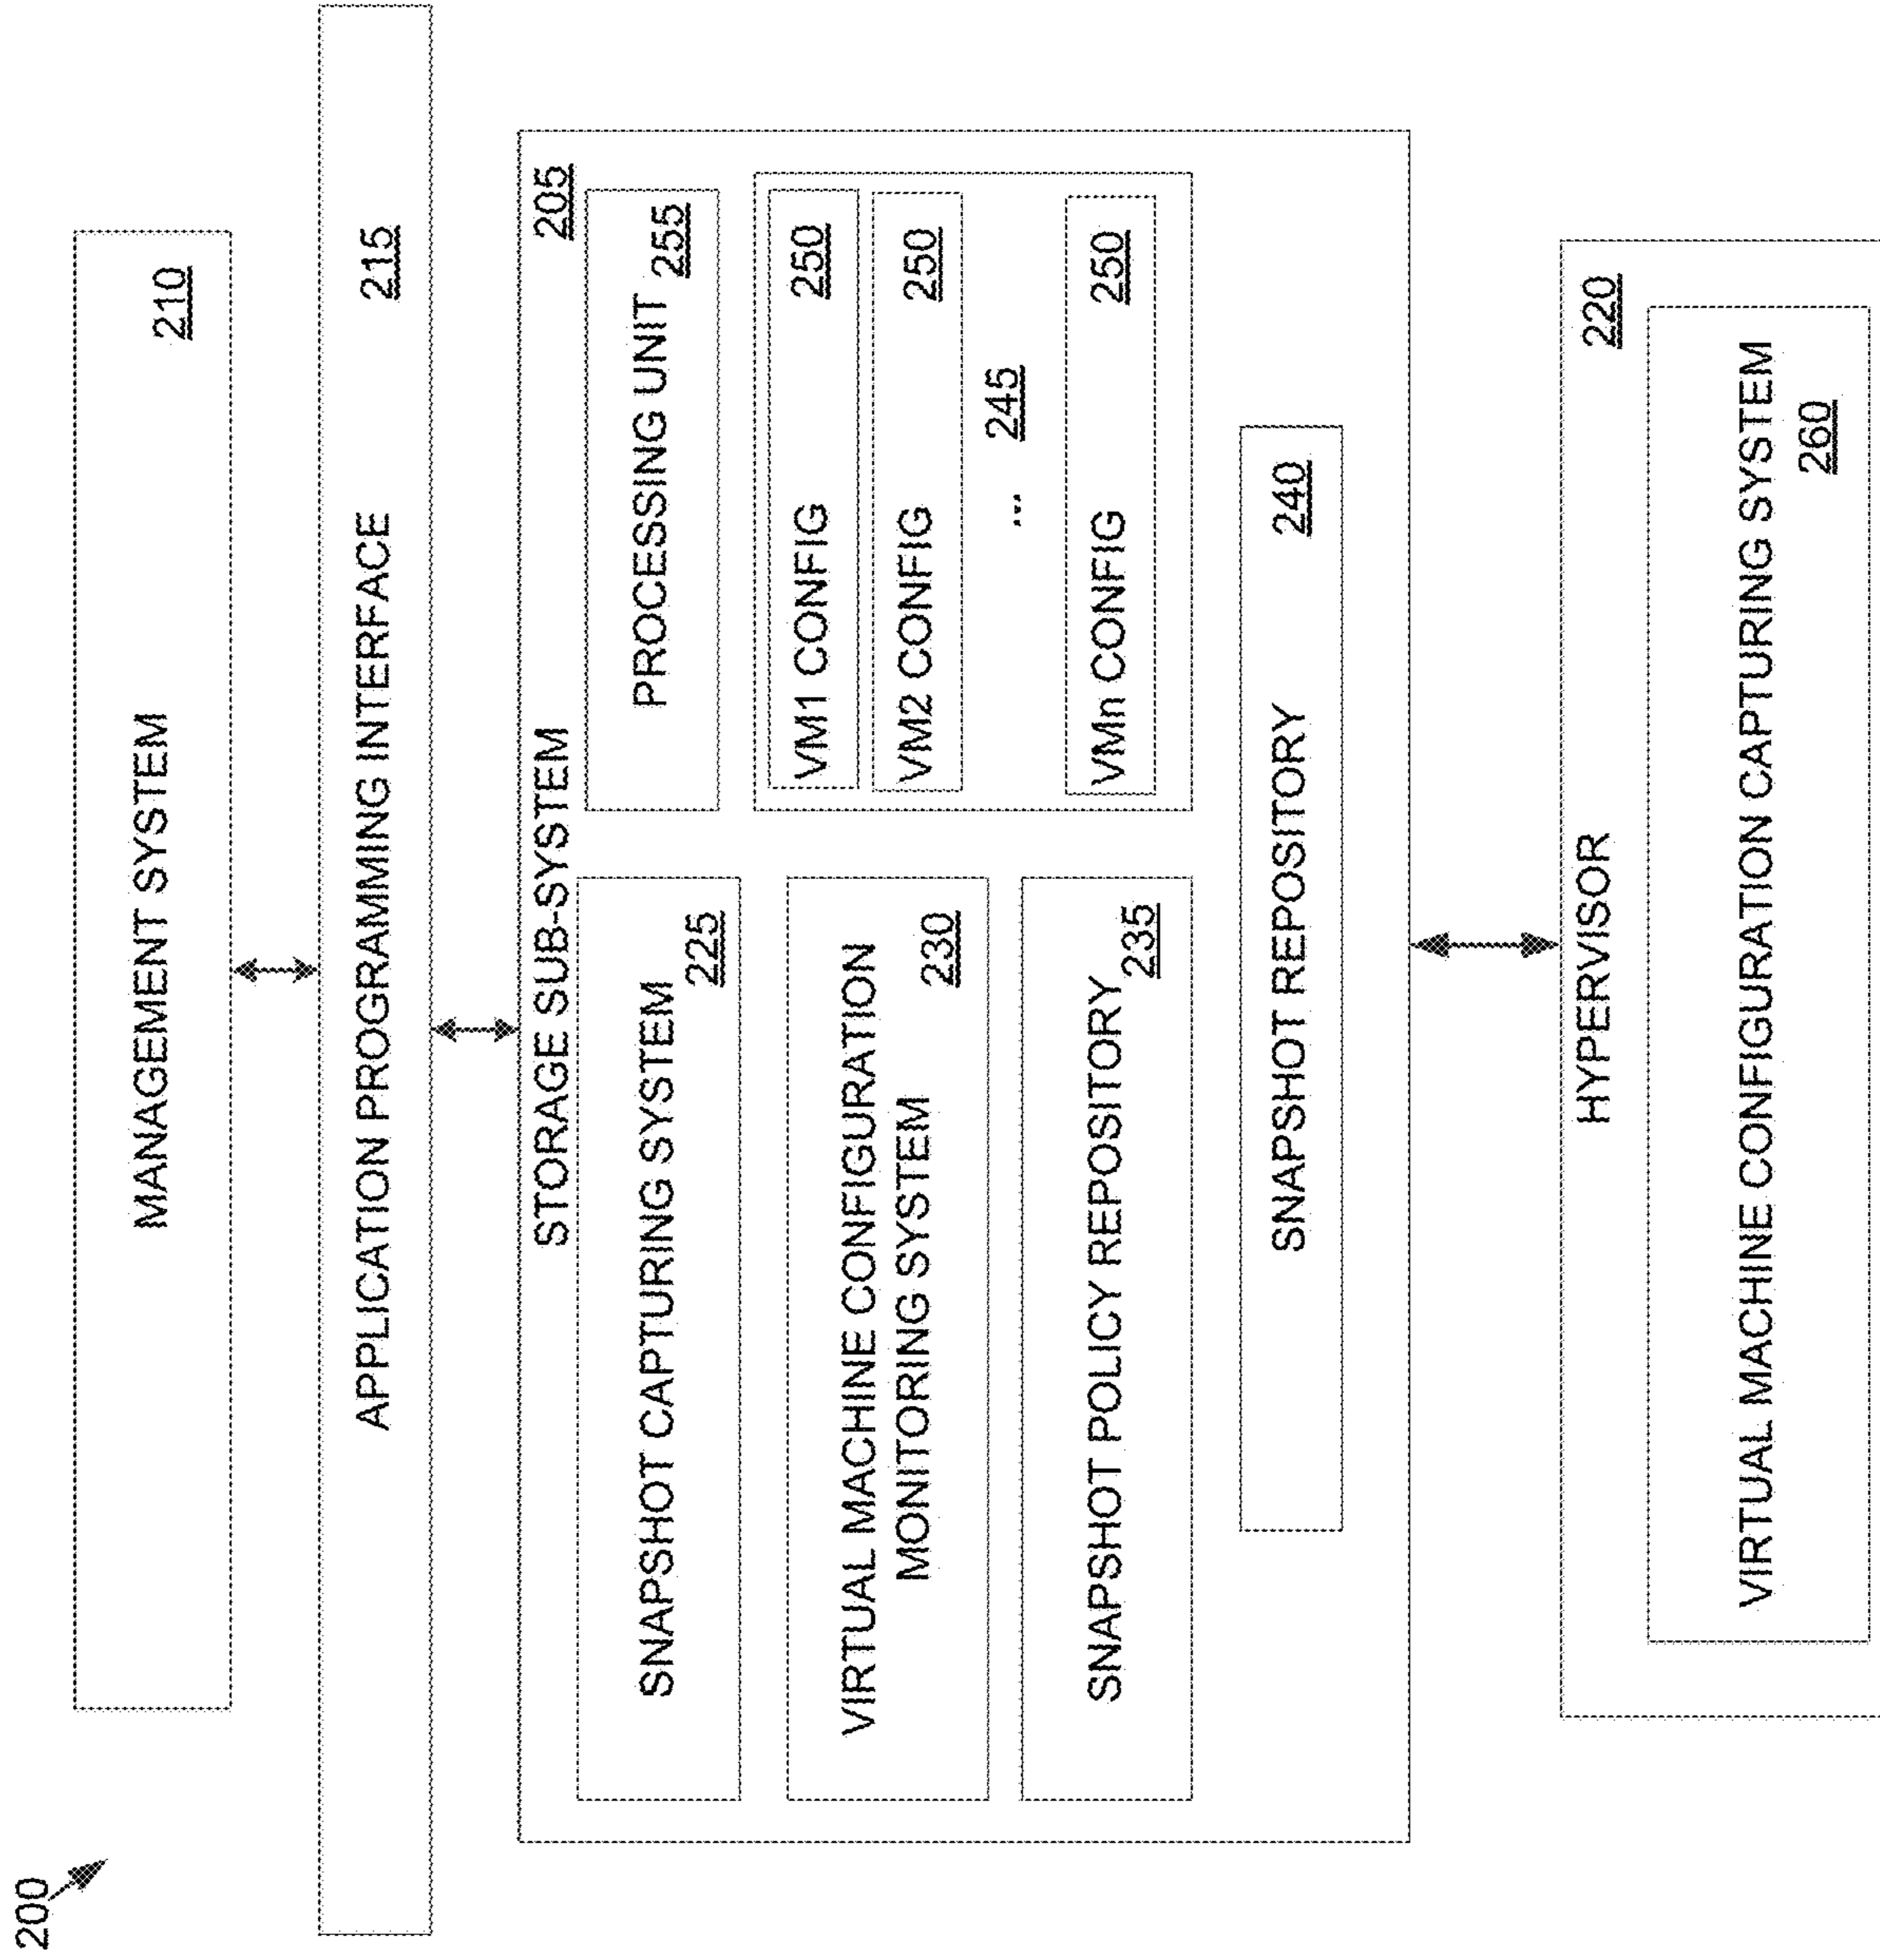 200
MANAGEMENT SYSTEM
210
APPLICATION PROGRAMMING INTERFACE
215
STORAGE SUB-SYSTEM
205
SNAPSHOT CAPTURING SYSTEM
225
VIRTUAL MACHINE CONFIGURATION
MONITORING SYSTEM
230
SNAPSHOT POLICY REPOSITORY
235
PROCESSING UNIT
255
VM1 CONFIG
250
VM2 CONFIG
250
...
245
VMn CONFIG
250
SNAPSHOT REPOSITORY
240
HYPERVISOR
220
VIRTUAL MACHINE CONFIGURATION CAPTURING SYSTEM
260